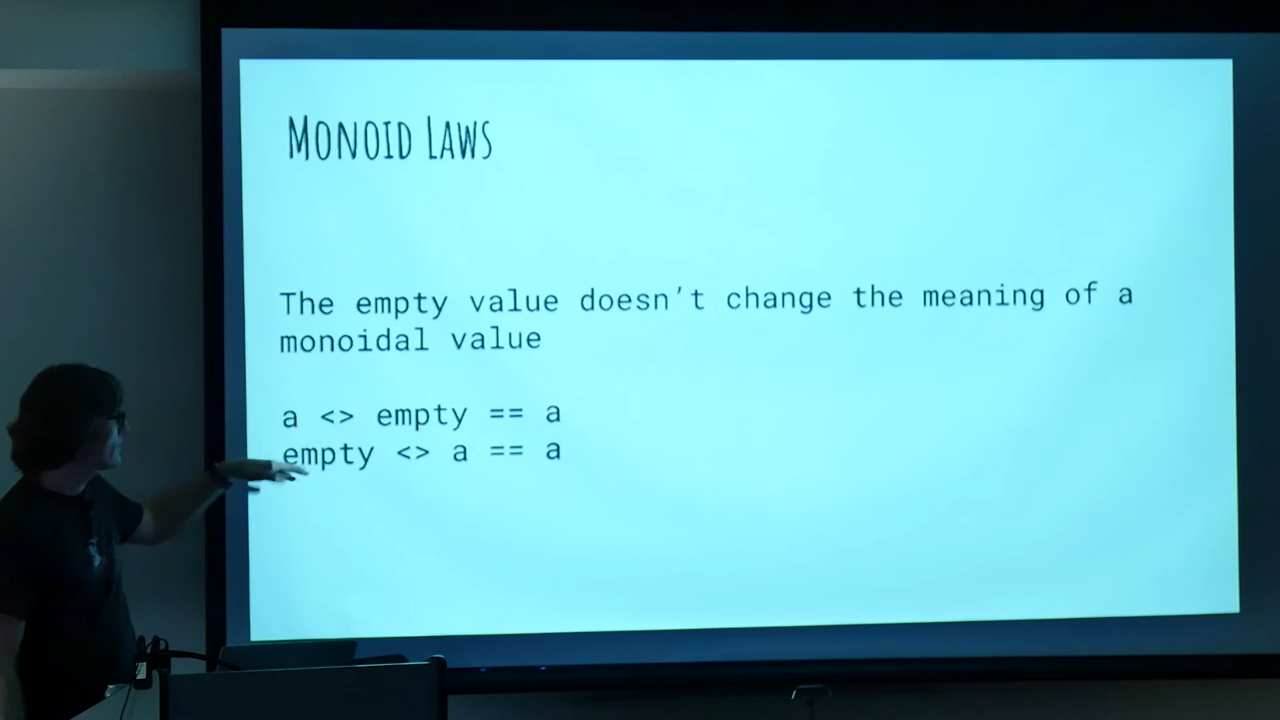 MONOID LAWS
The empty value doesn't change the meaning of a
monoidal value
a <> empty == a
empty <> a == a